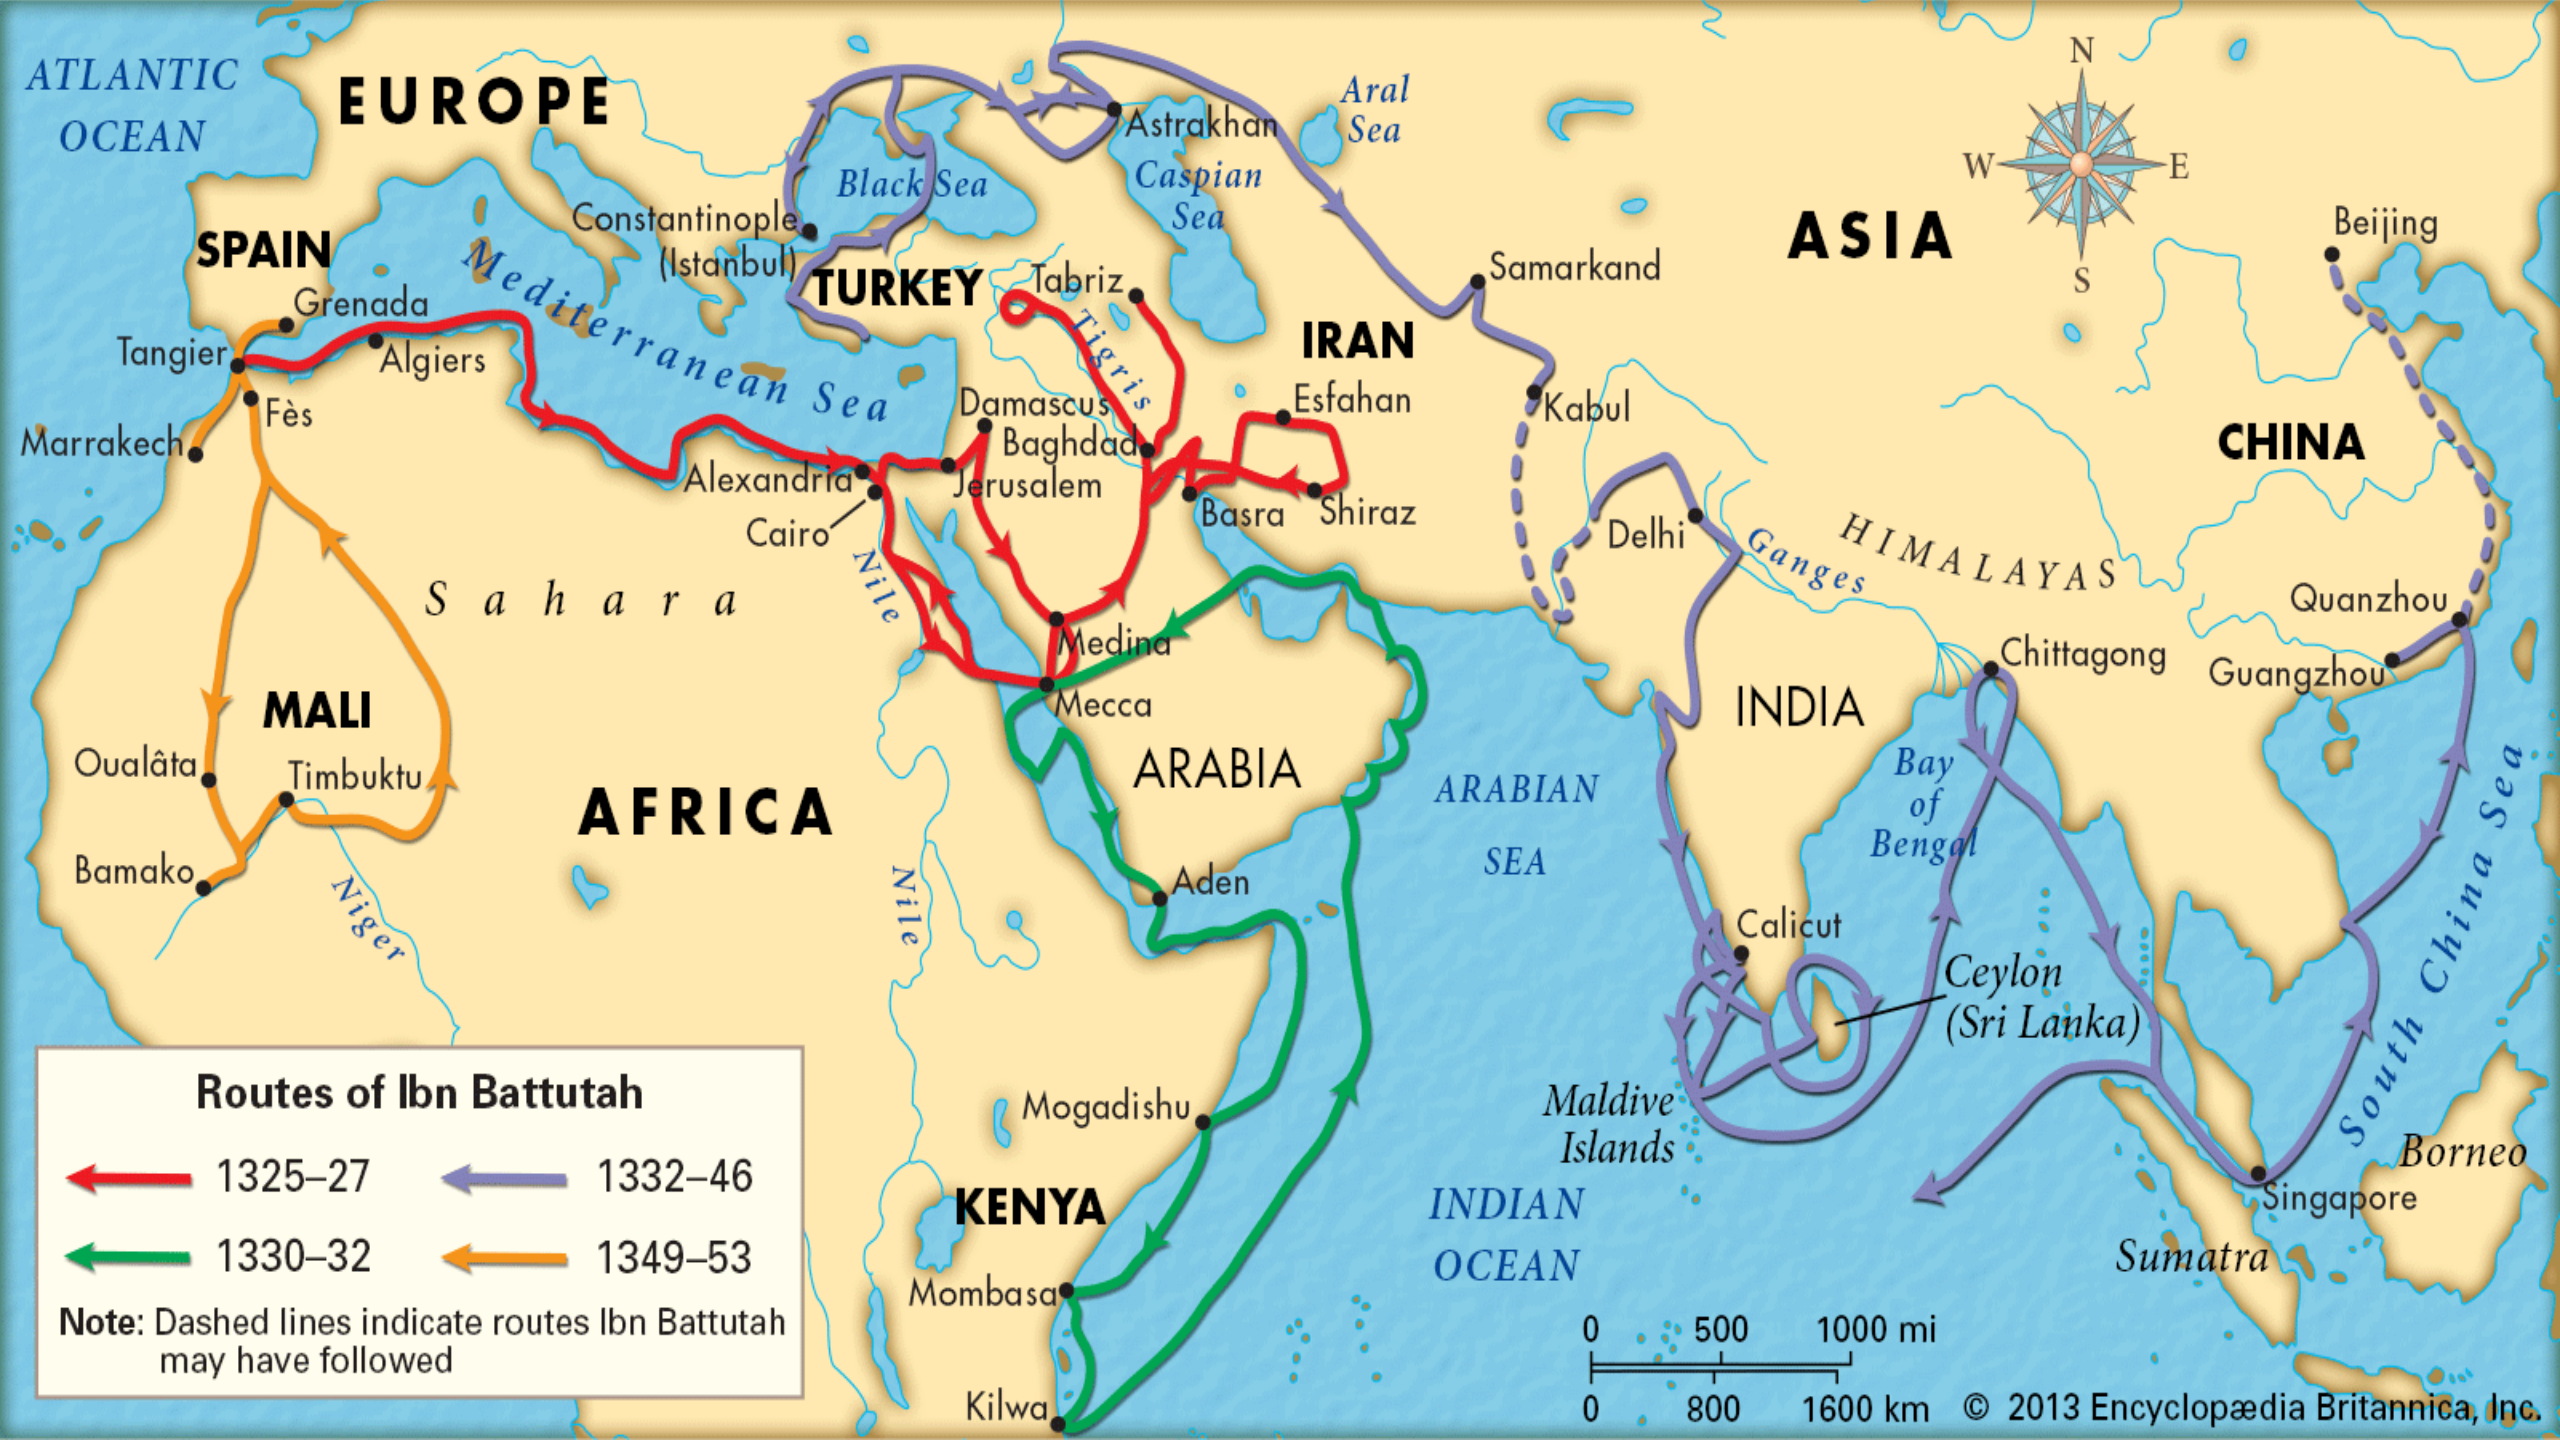 ATLANTIC
OCEAN
EUROPE
SPAIN
Grenada
Tangier
Algiers
Fès
Marrakech
Mediterranean Sea
Constantinople
(Istanbul)
Black Sea
TURKEY
Astrakhan
Caspian
Sea
Aral
Sea
Tabriz
Tigris
IRAN
Esfahan
Damascus
Baghdad
Jerusalem
Alexandria
Cairo
Basra
Shiraz
Nile
Samarkand
Kabul
ASIA
N
W
E
S
Beijing
CHINA
Delhi
Ganges
HIMALAYAS
Quanzhou
Guangzhou
Chittagong
INDIA
Bay
of
Bengal
Sahara
MALI
Oualâta
Timbuktu
Bamako
Niger
AFRICA
Nile
Medina
Mecca
ARABIA
Aden
ARABIAN
SEA
Calicut
Ceylon
(Sri Lanka)
Maldive
Islands
INDIAN
OCEAN
South China Sea
Borneo
Singapore
Sumatra
Mogadishu
KENYA
Mombasa
Kilwa
Routes of Ibn Battutah
1325–27
1332–46
1330–32
1349–53
Note: Dashed lines indicate routes Ibn Battutah
may have followed
0 500 1000 mi
0 800 1600 km
© 2013 Encyclopædia Britannica, Inc.